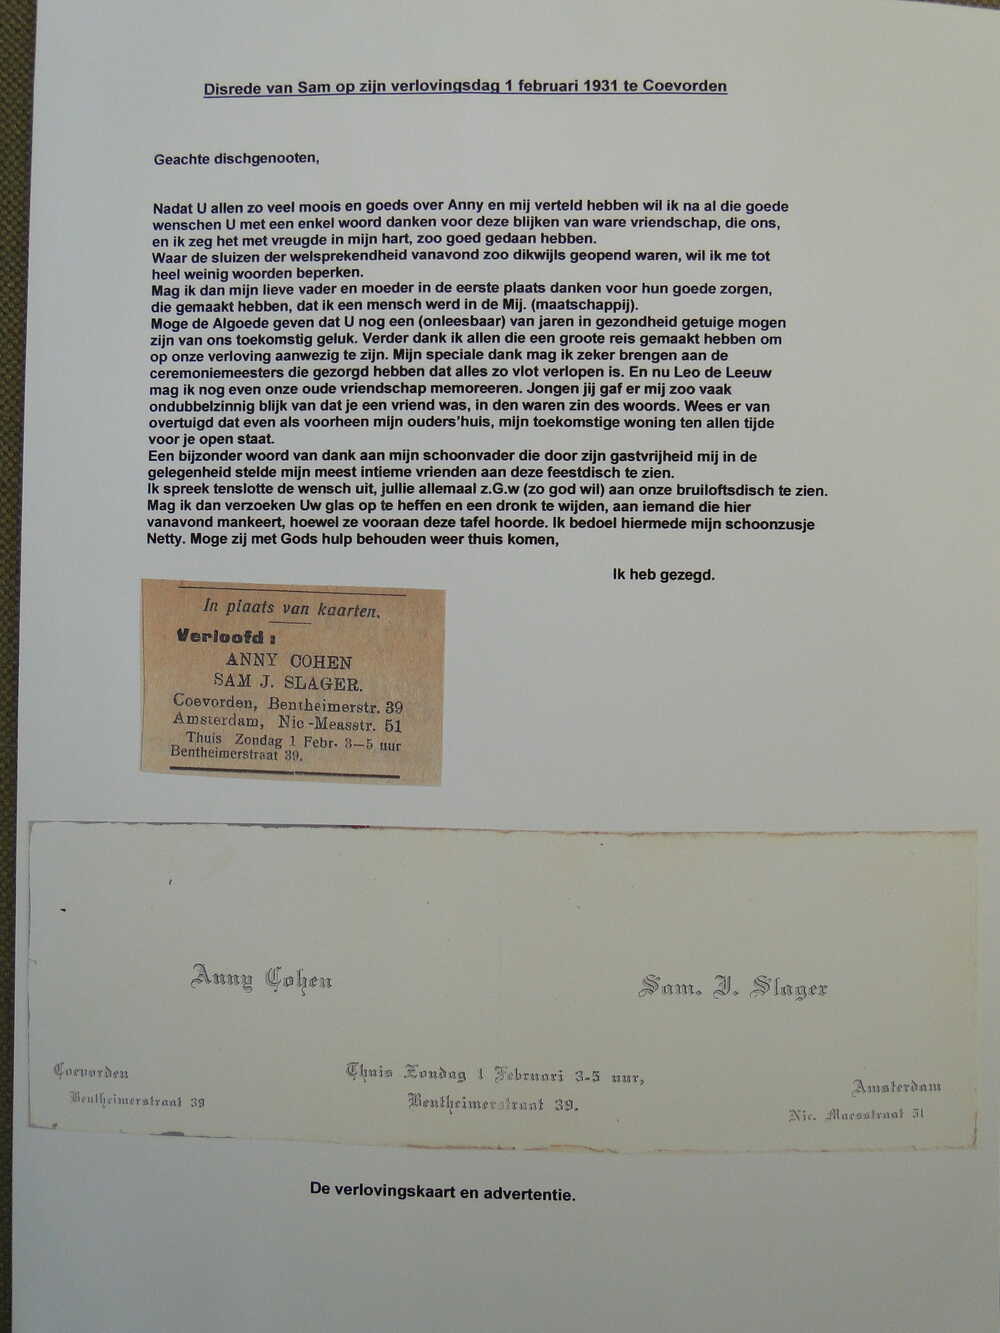 Disrede van Sam op zijn verlovingsdag 1 februari 1931 te Coevorden
Geachte dischgenooten,
Nadat U allen zo veel moois en goeds over Anny en mij verteld hebben wil ik na al die goede
wenschen U met een enkel woord danken voor deze blijken van ware vriendschap, die ons,
en ik zeg het met vreugde in mijn hart, zoo goed gedaan hebben.
Waar de sluizen der welsprekendheid vanavond zoo dikwijls geopend waren, wil ik me tot
heel weinig woorden beperken.
Mag ik dan mijn lieve vader en moeder in de eerste plaats danken voor hun goede zorgen,
die gemaakt hebben, dat ik een mensch werd in de Mij. (maatschappij).
Moge de Algoede geven dat U nog een (onleesbaar) van jaren in gezondheid getuige mogen
zijn van ons toekomstig geluk. Verder dank ik allen die een groote reis gemaakt hebben om
op onze verloving aanwezig te zijn. Mijn speciale dank mag ik zeker brengen aan de
ceremoniemeesters die gezorgd hebben dat alles zo vlot verlopen is. En nu Leo de Leeuw
mag ik nog even onze oude vriendschap memoreeren. Jongen jij gaf er mij zoo vaak
ondubbelzinnig blijk van dat je een vriend was, in den waren zin des woords. Wees er van
overtuigd dat even als voorheen mijn ouders'huis, mijn toekomstige woning ten allen tijde
voor je open staat.
Een bijzonder woord van dank aan mijn schoonvader die door zijn gastvrijheid mij in de
gelegenheid stelde mijn meest intieme vrienden aan deze feestdisch te zien.
Ik spreek tenslotte de wensch uit, jullie allemaal z.G.w (zo god wil) aan onze bruiloftsdisch te zien.
Mag ik dan verzoeken Uw glas op te heffen en een dronk te wijden, aan iemand die hier
vanavond mankeert, hoewel ze vooraan deze tafel hoorde. Ik bedoel hiermede mijn schoonzusje
Netty. Moge zij met Gods hulp behouden weer thuis komen,
Ik heb gezegd.
In plaats van kaarten.
Verloofd:
ANNY COHEN
SAM J. SLAGER.
Coevorden, Bentheimerstr. 39
Amsterdam, Nic-Measstr. 51
Thuis Zondag 1 Febr. 3—5 uur
Bentheimerstraat 39.
Anny Cohen
Sam. J. Slager
Coevorden
Bentheimerstraat 39
Thuis Zondag 1 Februari 3-5 uur,
Bentheimerstraat 39.
Amsterdam
Nic. Maesstraat 51
De verlovingskaart en advertentie.